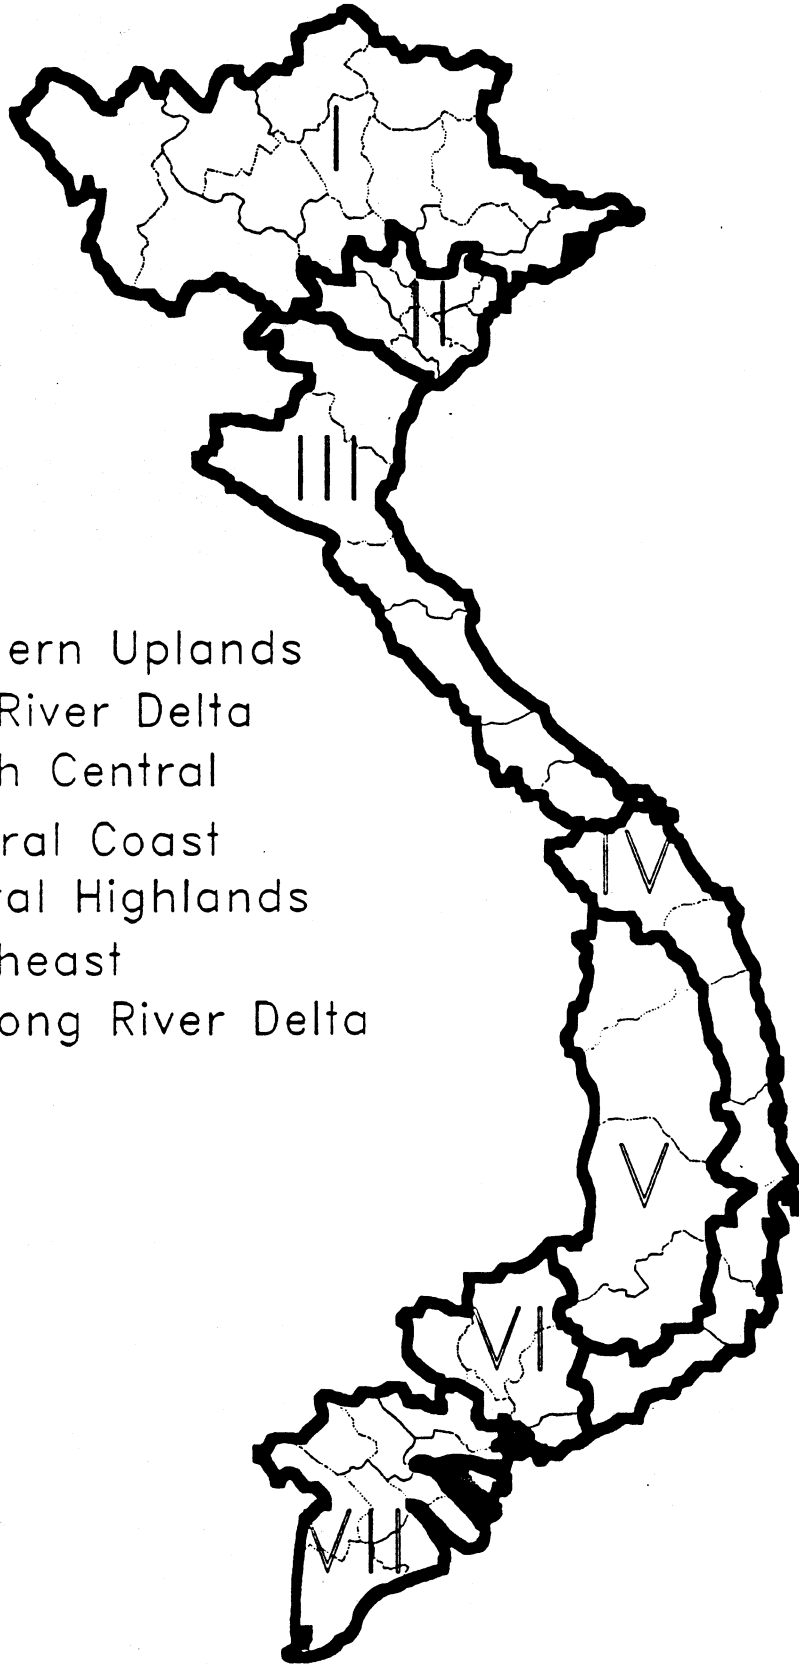 I
II
III
ern Uplands
River Delta
h Central
ral Coast
IV
al Highlands
heast
ong River Delta
V
VI
VII